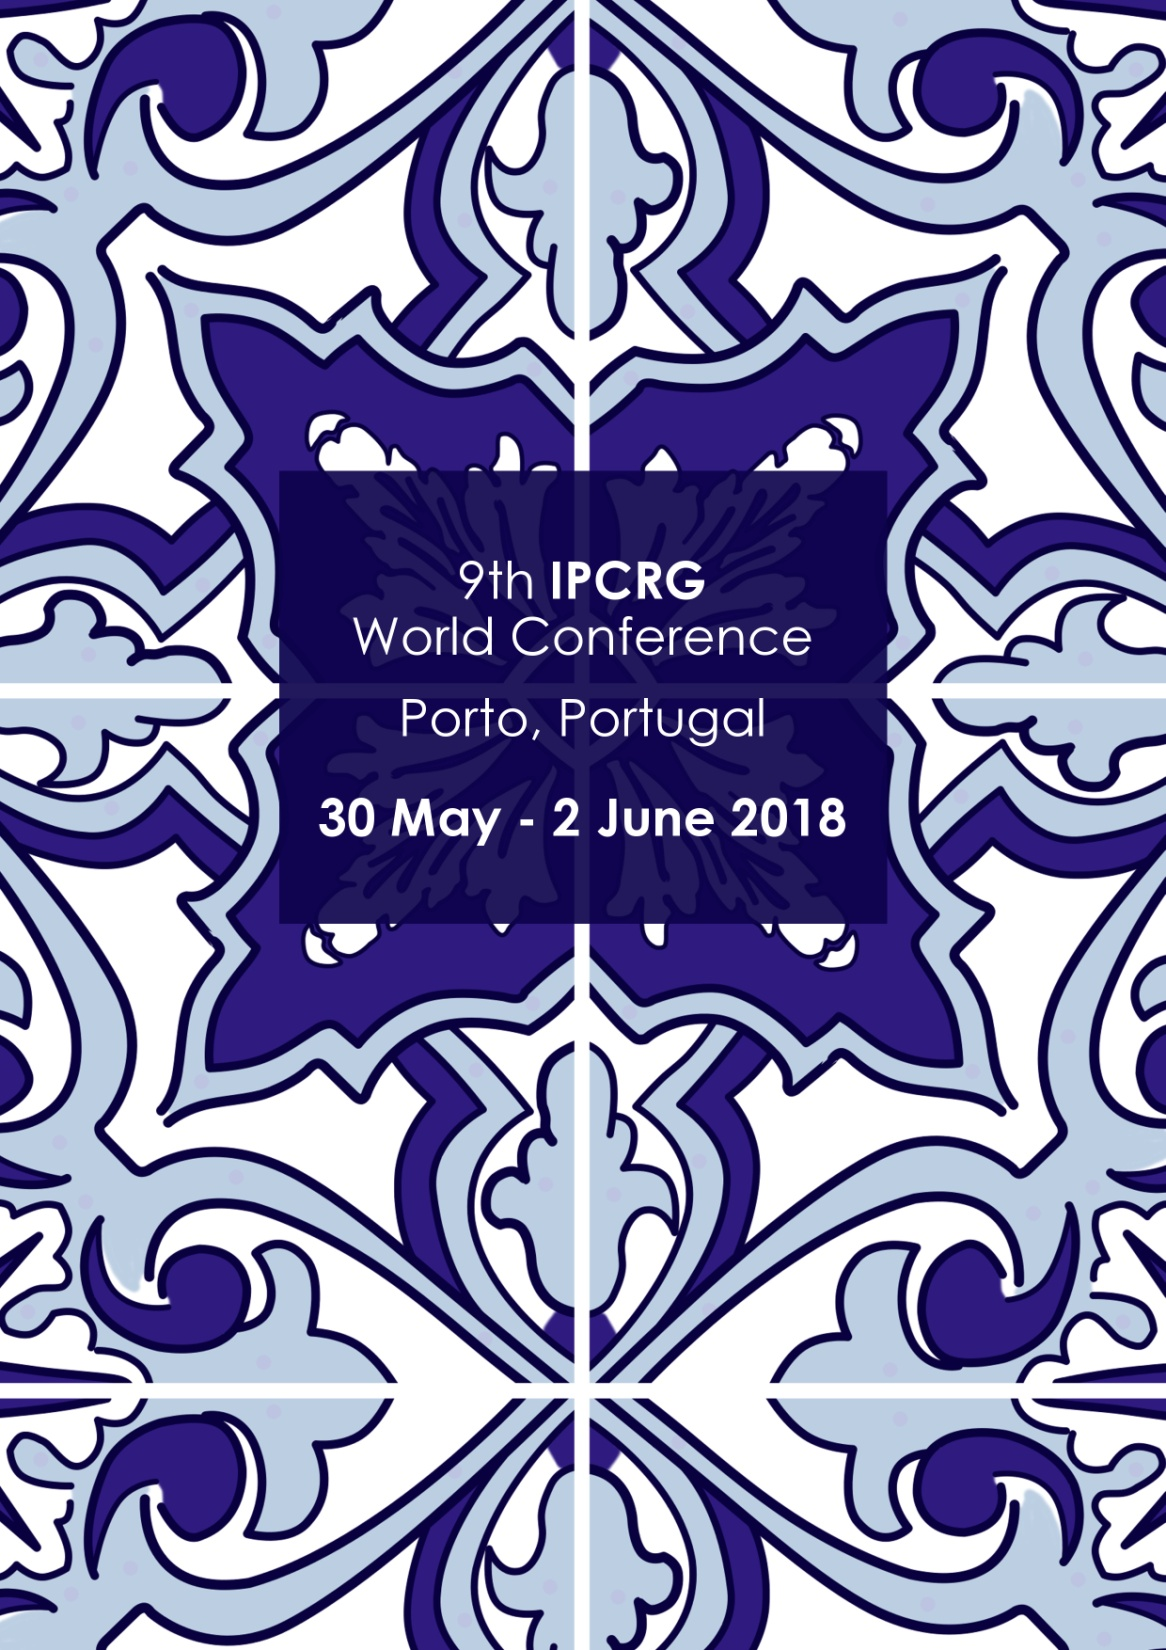 9th IPCRG
World Conference
Porto, Portugal
30 May - 2 June 2018